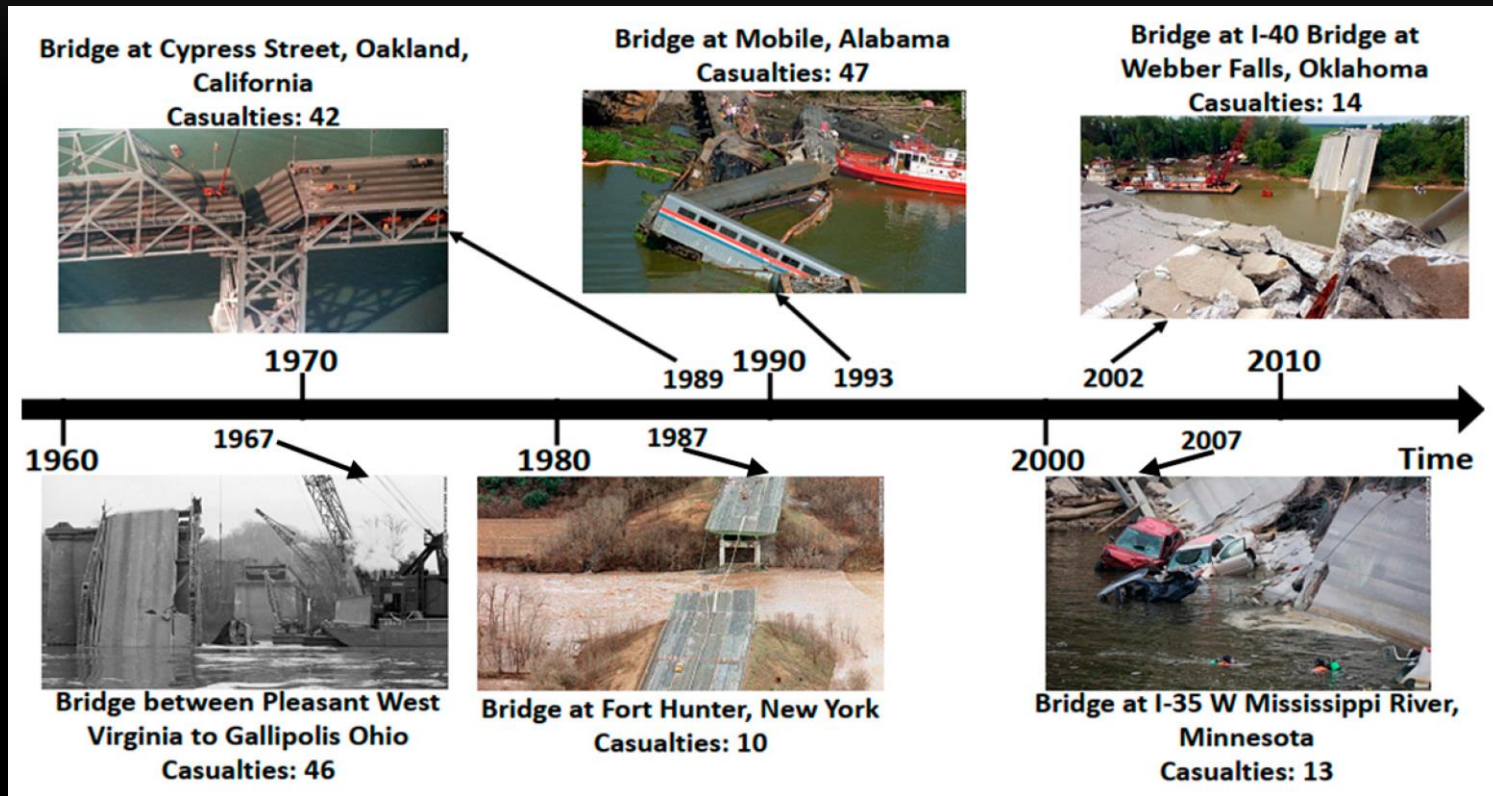 Bridge at Cypress Street, Oakland,
California
Casualties: 42
Bridge at Mobile, Alabama
Casualties: 47
Bridge at I-40 Bridge at
Webber Falls, Oklahoma
Casualties: 14
1970
1989
1990
1993
2002
2010
1960
1967
1980
1987
2000
2007
Time
Bridge between Pleasant West
Virginia to Gallipolis Ohio
Casualties: 46
Bridge at Fort Hunter, New York
Casualties: 10
Bridge at I-35 W Mississippi River,
Minnesota
Casualties: 13